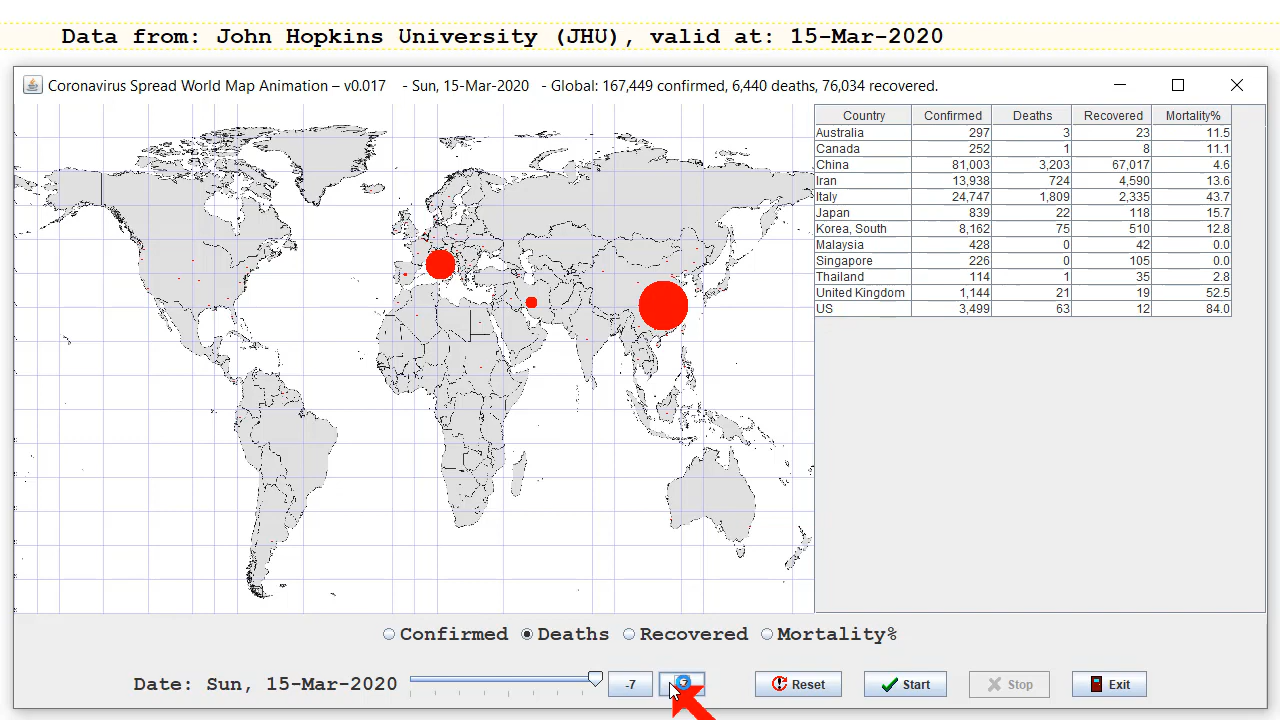 Data from: John Hopkins University (JHU), valid at: 15-Mar-2020
Coronavirus Spread World Map Animation – v0.017 - Sun, 15-Mar-2020 - Global: 167,449 confirmed, 6,440 deaths, 76,034 recovered.
Country Confirmed Deaths Recovered Mortality%
Australia 297 3 23 11.5
Canada 252 1 8 11.1
China 81,003 3,203 67,017 4.6
Iran 13,938 724 4,590 13.6
Italy 24,747 1,809 2,335 43.7
Japan 839 22 118 15.7
Korea, South 8,162 75 510 12.8
Malaysia 428 0 42 0.0
Singapore 226 0 105 0.0
Thailand 114 1 35 2.8
United Kingdom 1,144 21 19 52.5
US 3,499 63 12 84.0
Confirmed Deaths Recovered Mortality%
Date: Sun, 15-Mar-2020 -7 Reset Start Stop Exit